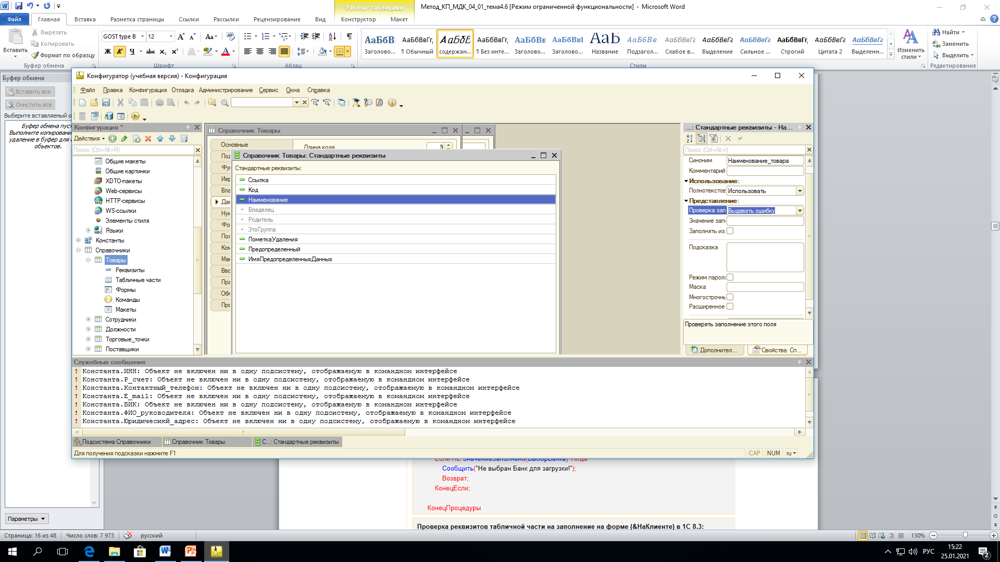 Работа с таблицами
Метод_КП_МДК_04_01_тема4.6 [Режим ограниченной функциональности] - Microsoft Word
Файл Главная Вставка Разметка страницы Ссылки Рассылки Рецензирование Вид Конструктор Макет
Вставить
Вырезать
Копировать
Формат по образцу
Буфер обмена
GOST type B 12
Ж К Ч abc x₂ x²
Шрифт
Абзац
АаБбВ: АаБбВвГг, АаБбЕ АаБбВвГг, АаБбВв АаБбВвI АаБ АаБбВв. АаБбВвГг АаБбВвГг АаБбВвГг АаБбВвГг, АаБбВвГг АаБбВвГг
Заголово... ¶ Обычный содержан... ¶ Без инте... Заголово... Заголово... Название Подзагол... Слабое в... Выделение Сильное ... Строгий Цитата 2 Выделенн...
Стили
Изменить стили
Найти
Заменить
Выделить
Редактирование
Буфер обмена
Вставить все
Очистить все
Выберите вставляемый о
Буфер обмена пуст
Выполните копирован
удаление в буфер для
объектов.
Параметры
Конфигуратор (учебная версия) - Конфигурация
Файл Правка Конфигурация Отладка Администрирование Сервис Окна Справка
Конфигурация *
Действия
Поиск (Ctrl+Alt+M)
Общие макеты
Общие картинки
XDTO-пакеты
Web-сервисы
HTTP-сервисы
WS-ссылки
Элементы стиля
Языки
Константы
Справочники
Товары
Реквизиты
Табличные части
Формы
Команды
Макеты
Сотрудники
Должности
Торговые_точки
Поставщики
Справочник Товары
Основные
Длина кода 9
Под
Фун
Иер
Вла
Дан
Нум
Фо
Пол
Ком
Мак
Вво
Пра
Обм
Про
Справочник Товары: Стандартные реквизиты
Стандартные реквизиты:
Ссылка
Код
Наименование
Владелец
Родитель
ЭтоГруппа
ПометкаУдаления
Предопределенный
ИмяПредопределенныхДанных
...: Стандартные реквизиты - На...
Поиск (Ctrl+Alt+I)
Синоним Наименование_товара
Комментарий
Использование:
Полнотекстов Использовать
Представление:
Проверка зап Выдавать ошибку
Значение запо
Заполнять из
Подсказка
Режим пароля
Маска
Многострочнь
Расширенное
Проверять заполнение этого поля
Дополнител... Свойства: Сп...
Служебные сообщения
! Константа.ИНН: Объект не включен ни в одну подсистему, отображаемую в командном интерфейсе
! Константа.Р_счет: Объект не включен ни в одну подсистему, отображаемую в командном интерфейсе
! Константа.Контактный_телефон: Объект не включен ни в одну подсистему, отображаемую в командном интерфейсе
! Константа.E_mail: Объект не включен ни в одну подсистему, отображаемую в командном интерфейсе
! Константа.БИК: Объект не включен ни в одну подсистему, отображаемую в командном интерфейсе
! Константа.ФИО_руководителя: Объект не включен ни в одну подсистему, отображаемую в командном интерфейсе
! Константа.Юридичесикй_адрес: Объект не включен ни в одну подсистему, отображаемую в командном интерфейсе
Подсистема Справочники Справочник Товары С...: Стандартные реквизиты
Для получения подсказки нажмите F1
CAP NUM ru
Если НЕ ЗначениеЗаполнено(ВыборБанка) Тогда
Сообщить("Не выбран Банк для загрузки!");
Возврат;
КонецЕсли;
КонецПроцедуры
Проверка реквизитов табличной части на заполнение на форме (&НаКлиенте) в 1С 8.3:
Страница: 16 из 48 Число слов: 7 973 русский
130%
РУС
15:22
25.01.2021
2